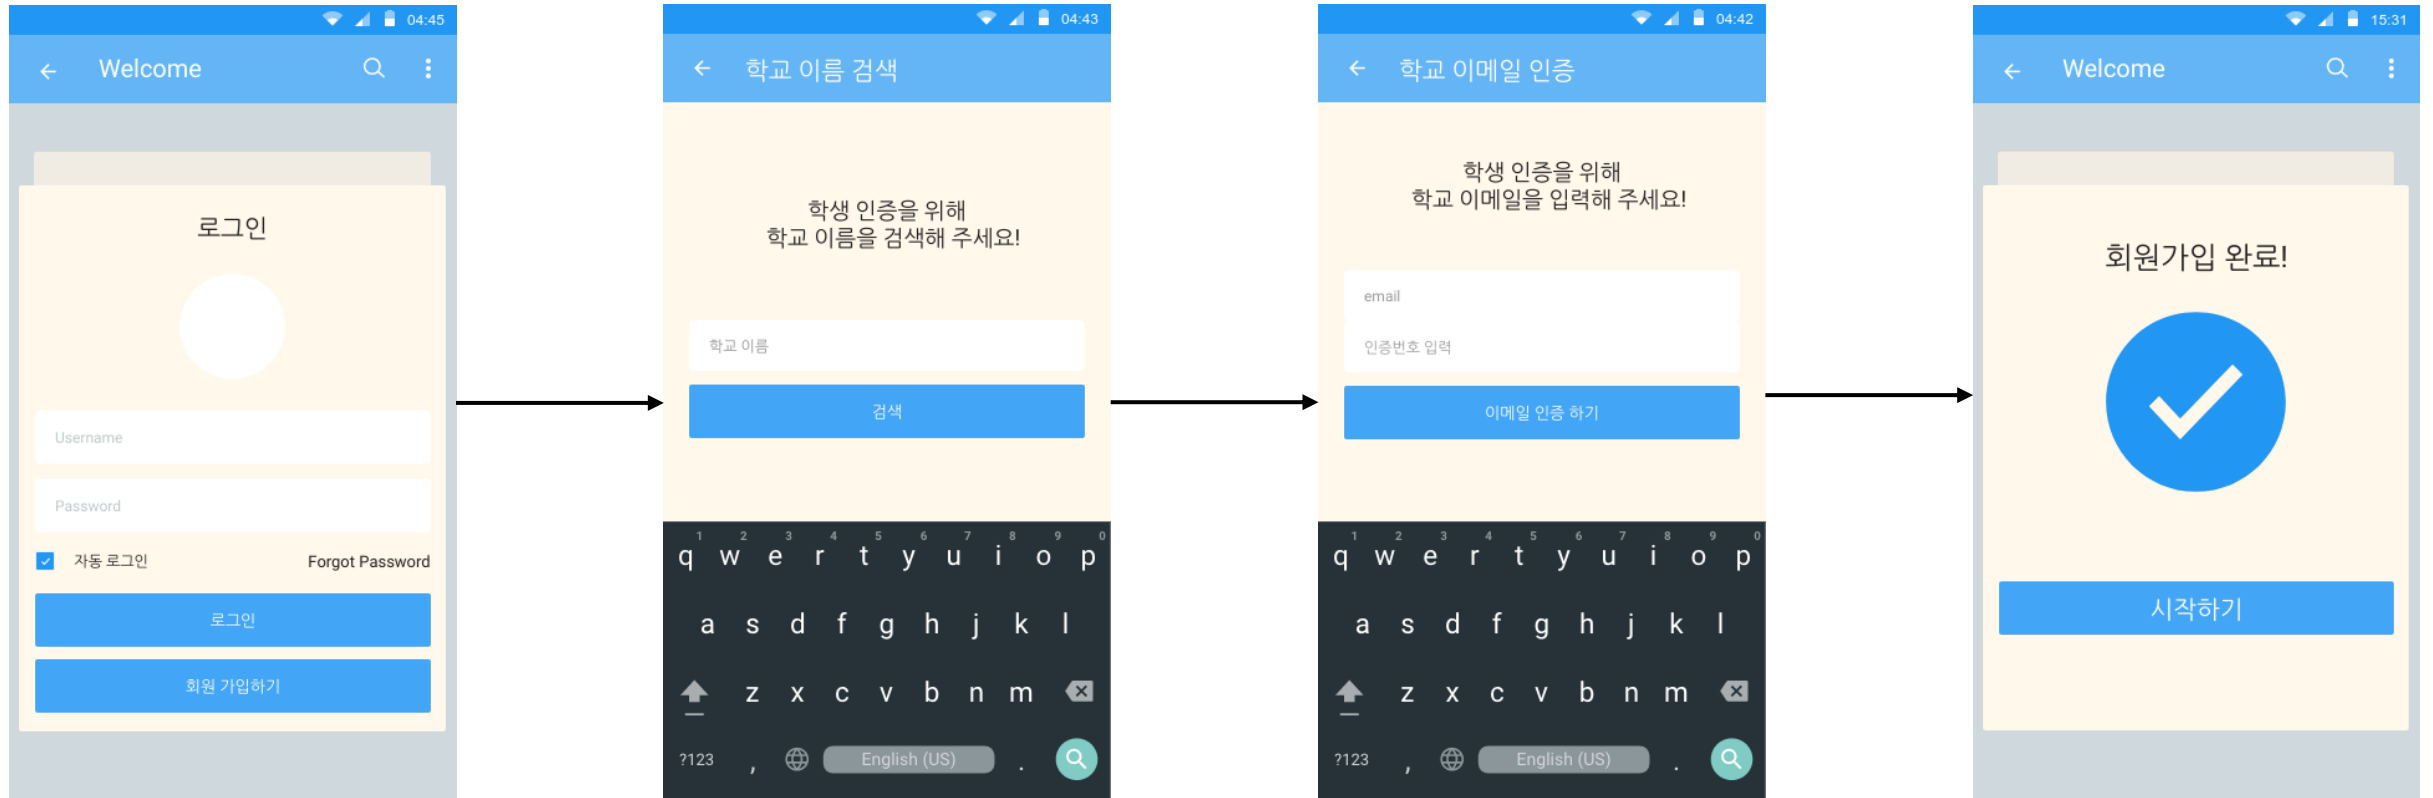 04:45
Welcome
로그인
Username
Password
자동 로그인 Forgot Password
로그인
회원 가입하기
04:43
학교 이름 검색
학생 인증을 위해
학교 이름을 검색해 주세요!
학교 이름
검색
1 2 3 4 5 6 7 8 9 0
q w e r t y u i o p
a s d f g h j k l
z x c v b n m
?123 , English (US) .
04:42
학교 이메일 인증
학생 인증을 위해
학교 이메일을 입력해 주세요!
email
인증번호 입력
이메일 인증 하기
1 2 3 4 5 6 7 8 9 0
q w e r t y u i o p
a s d f g h j k l
z x c v b n m
?123 , English (US) .
15:31
Welcome
회원가입 완료!
시작하기